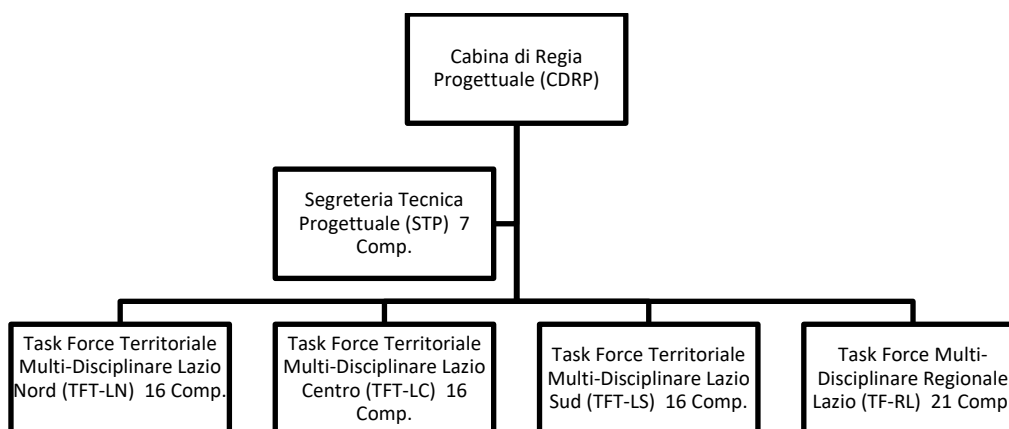 Cabina di Regia
Progettuale (CDRP)
Segreteria Tecnica
Progettuale (STP) 7
Comp.
Task Force Territoriale
Multi-Disciplinare Lazio
Nord (TFT-LN) 16 Comp.
Task Force Territoriale
Multi-Disciplinare Lazio
Centro (TFT-LC) 16
Comp.
Task Force Territoriale
Multi-Disciplinare Lazio
Sud (TFT-LS) 16 Comp.
Task Force Multi-
Disciplinare Regionale
Lazio (TF-RL) 21 Comp